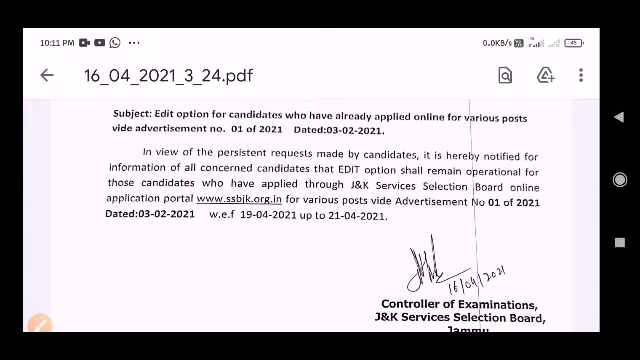 10:11 PM ... 0.0KB/s 45
16_04_2021_3_24.pdf
Subject: Edit option for candidates who have already applied online for various posts
vide advertisement no. 01 of 2021 Dated:03-02-2021.
In view of the persistent requests made by candidates, it is hereby notified for
information of all concerned candidates that EDIT option shall remain operational for
those candidates who have applied through J&K Services Selection Board online
application portal www.ssbjk.org.in for various posts vide Advertisement No 01 of 2021
Dated:03-02-2021 w.e.f 19-04-2021 up to 21-04-2021.
16/04/2021
Controller of Examinations,
J&K Services Selection Board,
Jammu